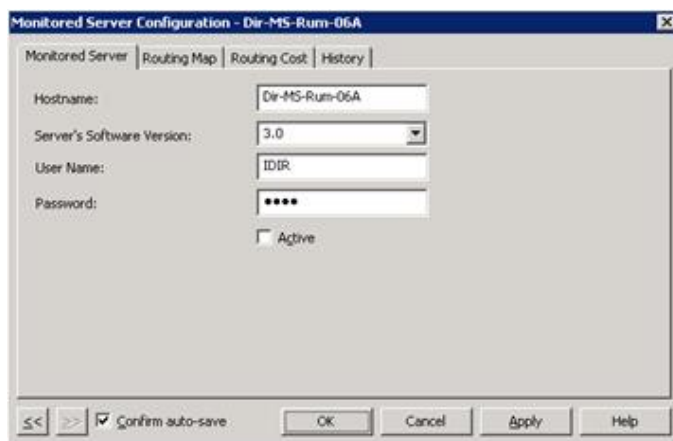 Monitored Server Configuration - Dir-MS-Rum-06A
Monitored Server Routing Map Routing Cost History
Hostname: Dir-MS-Rum-06A
Server's Software Version: 3.0
User Name: IDIR
Password: ••••
Active
<< >> Confirm auto-save OK Cancel Apply Help